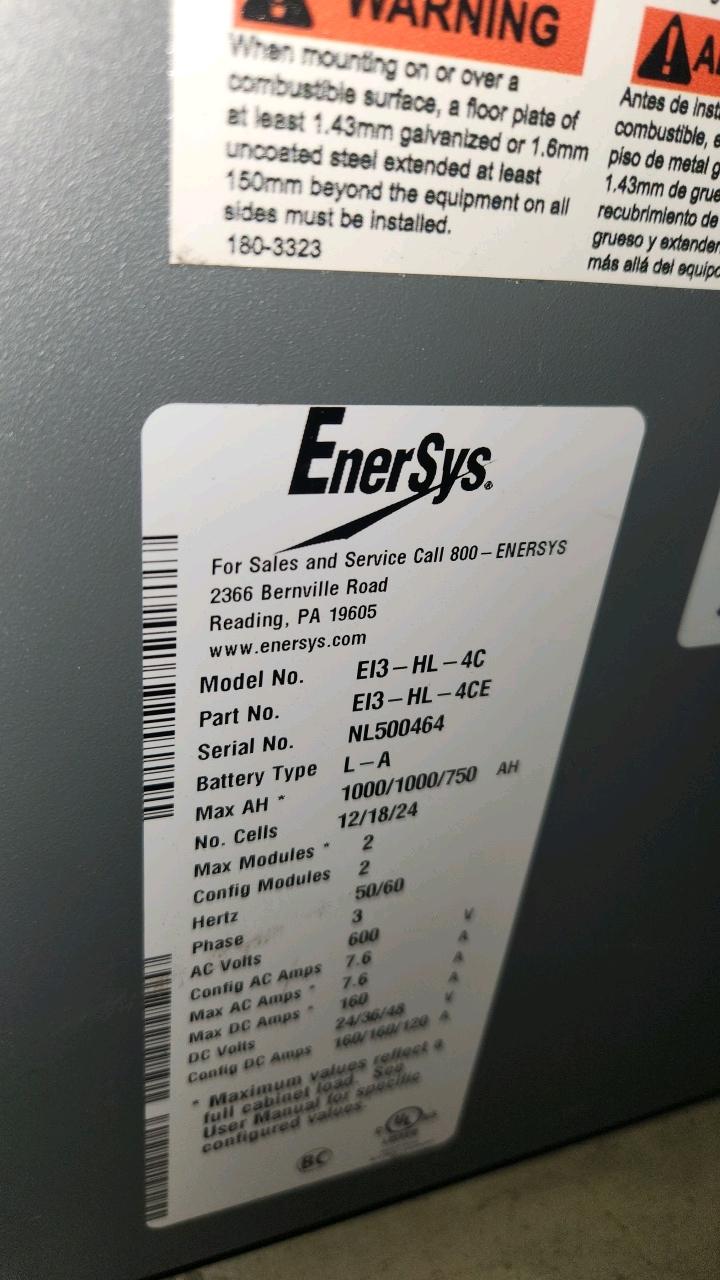 WARNING
When mounting on or over a
combustible surface, a floor plate of
at least 1.43mm galvanized or 1.6mm
uncoated steel extended at least
150mm beyond the equipment on all
sides must be installed.
180-3323
Antes de
combustible,
piso de metal
1.43mm de
recubrimiento de
grueso y
más allá del
EnerSys®
For Sales and Service Call 800-ENERSYS
2366 Bernville Road
Reading, PA 19605
www.enersys.com
Model No. EI3-HL-4C
Part No. EI3-HL-4CE
Serial No. NL500464
Battery Type L-A
Max AH * 1000/1000/750 AH
No. Cells 12/18/24
Max Modules * 2
Config Modules 2
Hertz 50/60
Phase 3
AC Volts 600 V
Config AC Amps 7.6 A
Max AC Amps * 7.6 A
Max DC Amps * 160 A
DC Volts 24/36/48 V
Config DC Amps 160/160/120 A
* Maximum values reflect a
full cabinet load. See
User Manual for specific
configured values.
BC
UL